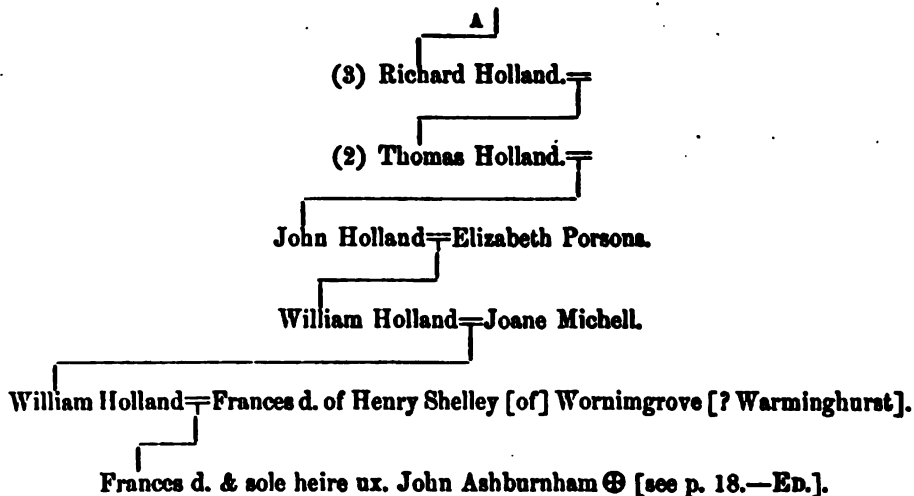 A
(3) Richard Holland.
(2) Thomas Holland.
John Holland=Elizabeth Porsons.
William Holland=Joane Michell.
William Holland=Frances d. of Henry Shelley [of] Wornimgrove [? Warminghurst].
Frances d. & sole heire ux. John Ashburnham ⊕ [see p. 18.—ED.].